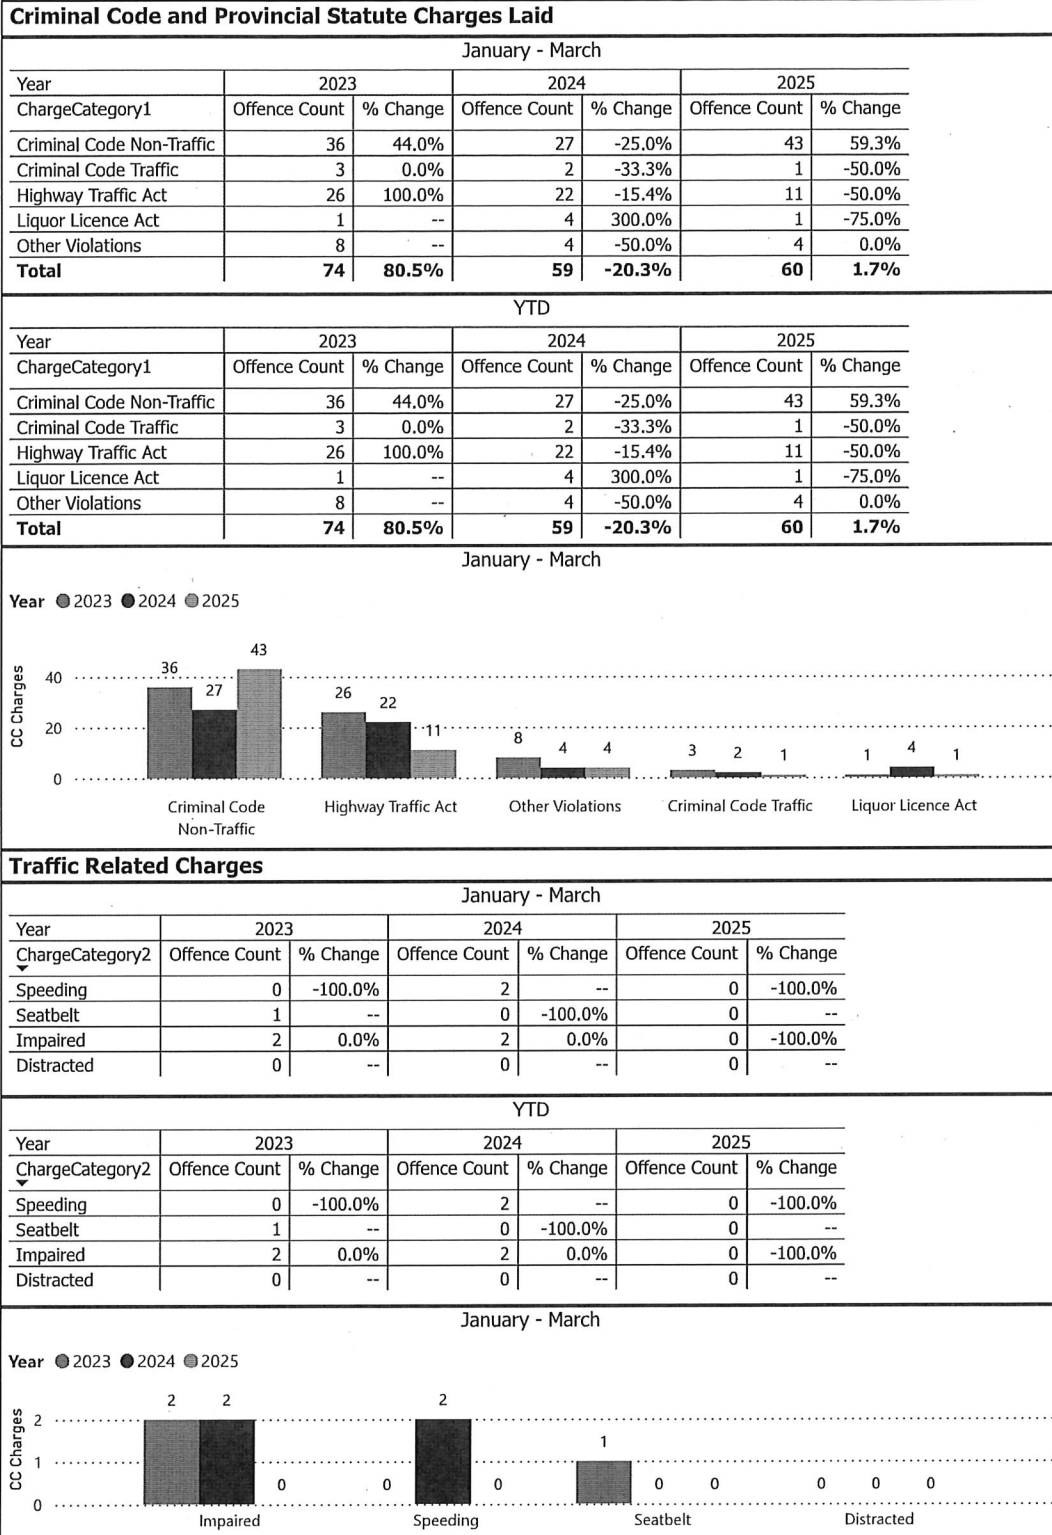 Criminal Code and Provincial Statute Charges Laid
January - March
Year 2023 2024 2025
ChargeCategory1 Offence Count % Change Offence Count % Change Offence Count % Change
Criminal Code Non-Traffic 36 44.0% 27 -25.0% 43 59.3%
Criminal Code Traffic 3 0.0% 2 -33.3% 1 -50.0%
Highway Traffic Act 26 100.0% 22 -15.4% 11 -50.0%
Liquor Licence Act 1 -- 4 300.0% 1 -75.0%
Other Violations 8 -- 4 -50.0% 4 0.0%
Total 74 80.5% 59 -20.3% 60 1.7%
YTD
Year 2023 2024 2025
ChargeCategory1 Offence Count % Change Offence Count % Change Offence Count % Change
Criminal Code Non-Traffic 36 44.0% 27 -25.0% 43 59.3%
Criminal Code Traffic 3 0.0% 2 -33.3% 1 -50.0%
Highway Traffic Act 26 100.0% 22 -15.4% 11 -50.0%
Liquor Licence Act 1 -- 4 300.0% 1 -75.0%
Other Violations 8 -- 4 -50.0% 4 0.0%
Total 74 80.5% 59 -20.3% 60 1.7%
January - March
Year 2023 2024 2025
CC Charges
40
20
0
36 27 43
26 22 11
8 4 4
3 2 1
1 4 1
Criminal Code Non-Traffic
Highway Traffic Act
Other Violations
Criminal Code Traffic
Liquor Licence Act
Traffic Related Charges
January - March
Year 2023 2024 2025
ChargeCategory2 Offence Count % Change Offence Count % Change Offence Count % Change
Speeding 0 -100.0% 2 -- 0 -100.0%
Seatbelt 1 -- 0 -100.0% 0 --
Impaired 2 0.0% 2 0.0% 0 -100.0%
Distracted 0 -- 0 -- 0 --
YTD
Year 2023 2024 2025
ChargeCategory2 Offence Count % Change Offence Count % Change Offence Count % Change
Speeding 0 -100.0% 2 -- 0 -100.0%
Seatbelt 1 -- 0 -100.0% 0 --
Impaired 2 0.0% 2 0.0% 0 -100.0%
Distracted 0 -- 0 -- 0 --
January - March
Year 2023 2024 2025
CC Charges
2
1
0
2 2 0
0 2 0
1 0 0
0 0 0
Impaired
Speeding
Seatbelt
Distracted